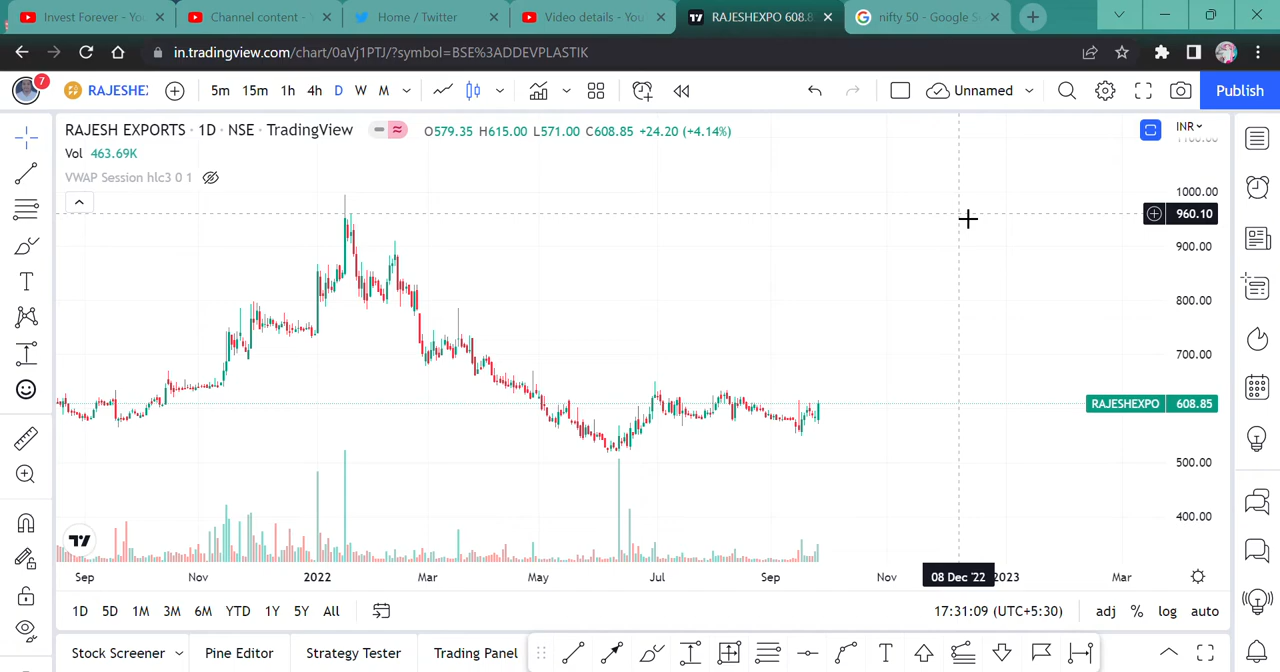 Invest Forever - Yo
Channel content - Y
Home / Twitter
Video details - You
RAJESHEXPO 608.8
nifty 50 - Google S
in.tradingview.com/chart/0aVj1PTJ/?symbol=BSE%3ADDEVPLASTIK
7
RAJESHE
5m 15m 1h 4h D W M
Unnamed
Publish
RAJESH EXPORTS · 1D · NSE · TradingView
O579.35 H615.00 L571.00 C608.85 +24.20 (+4.14%)
INR
Vol 463.69K
1100.00
VWAP Session hlc3 0 1
1000.00
960.10
900.00
800.00
700.00
RAJESHEXPO 608.85
500.00
400.00
Sep Nov 2022 Mar May Jul Sep Nov 08 Dec '22 2023 Mar
1D 5D 1M 3M 6M YTD 1Y 5Y All
17:31:09 (UTC+5:30) adj % log auto
Stock Screener Pine Editor Strategy Tester Trading Panel
T